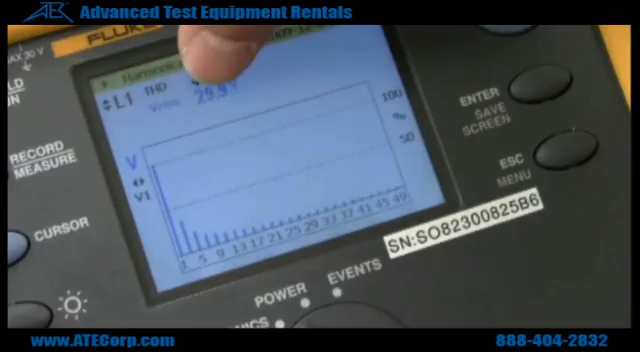 AEC Advanced Test Equipment Rentals
FLUKE
RECORD
MEASURE
CURSOR
L1 THD
Vrms 29.9
V
V1
100
%
50
1 5 9 13 17 21 25 29 33 37 41 45 49
ENTER
SAVE
SCREEN
ESC
MENU
SN:SO82300825B6
POWER
EVENTS
www.ATECorp.com
888-404-2832